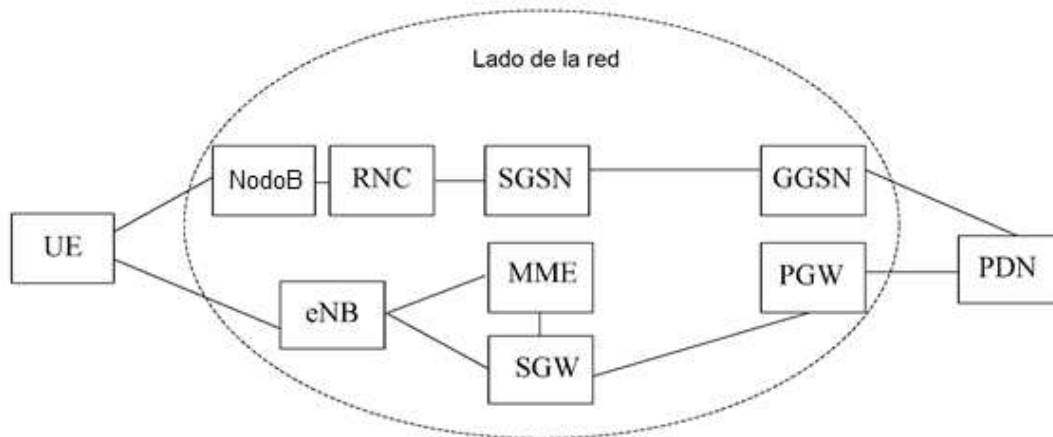 Lado de la red
NodoB
RNC
SGSN
GGSN
UE
MME
PGW
PDN
eNB
SGW